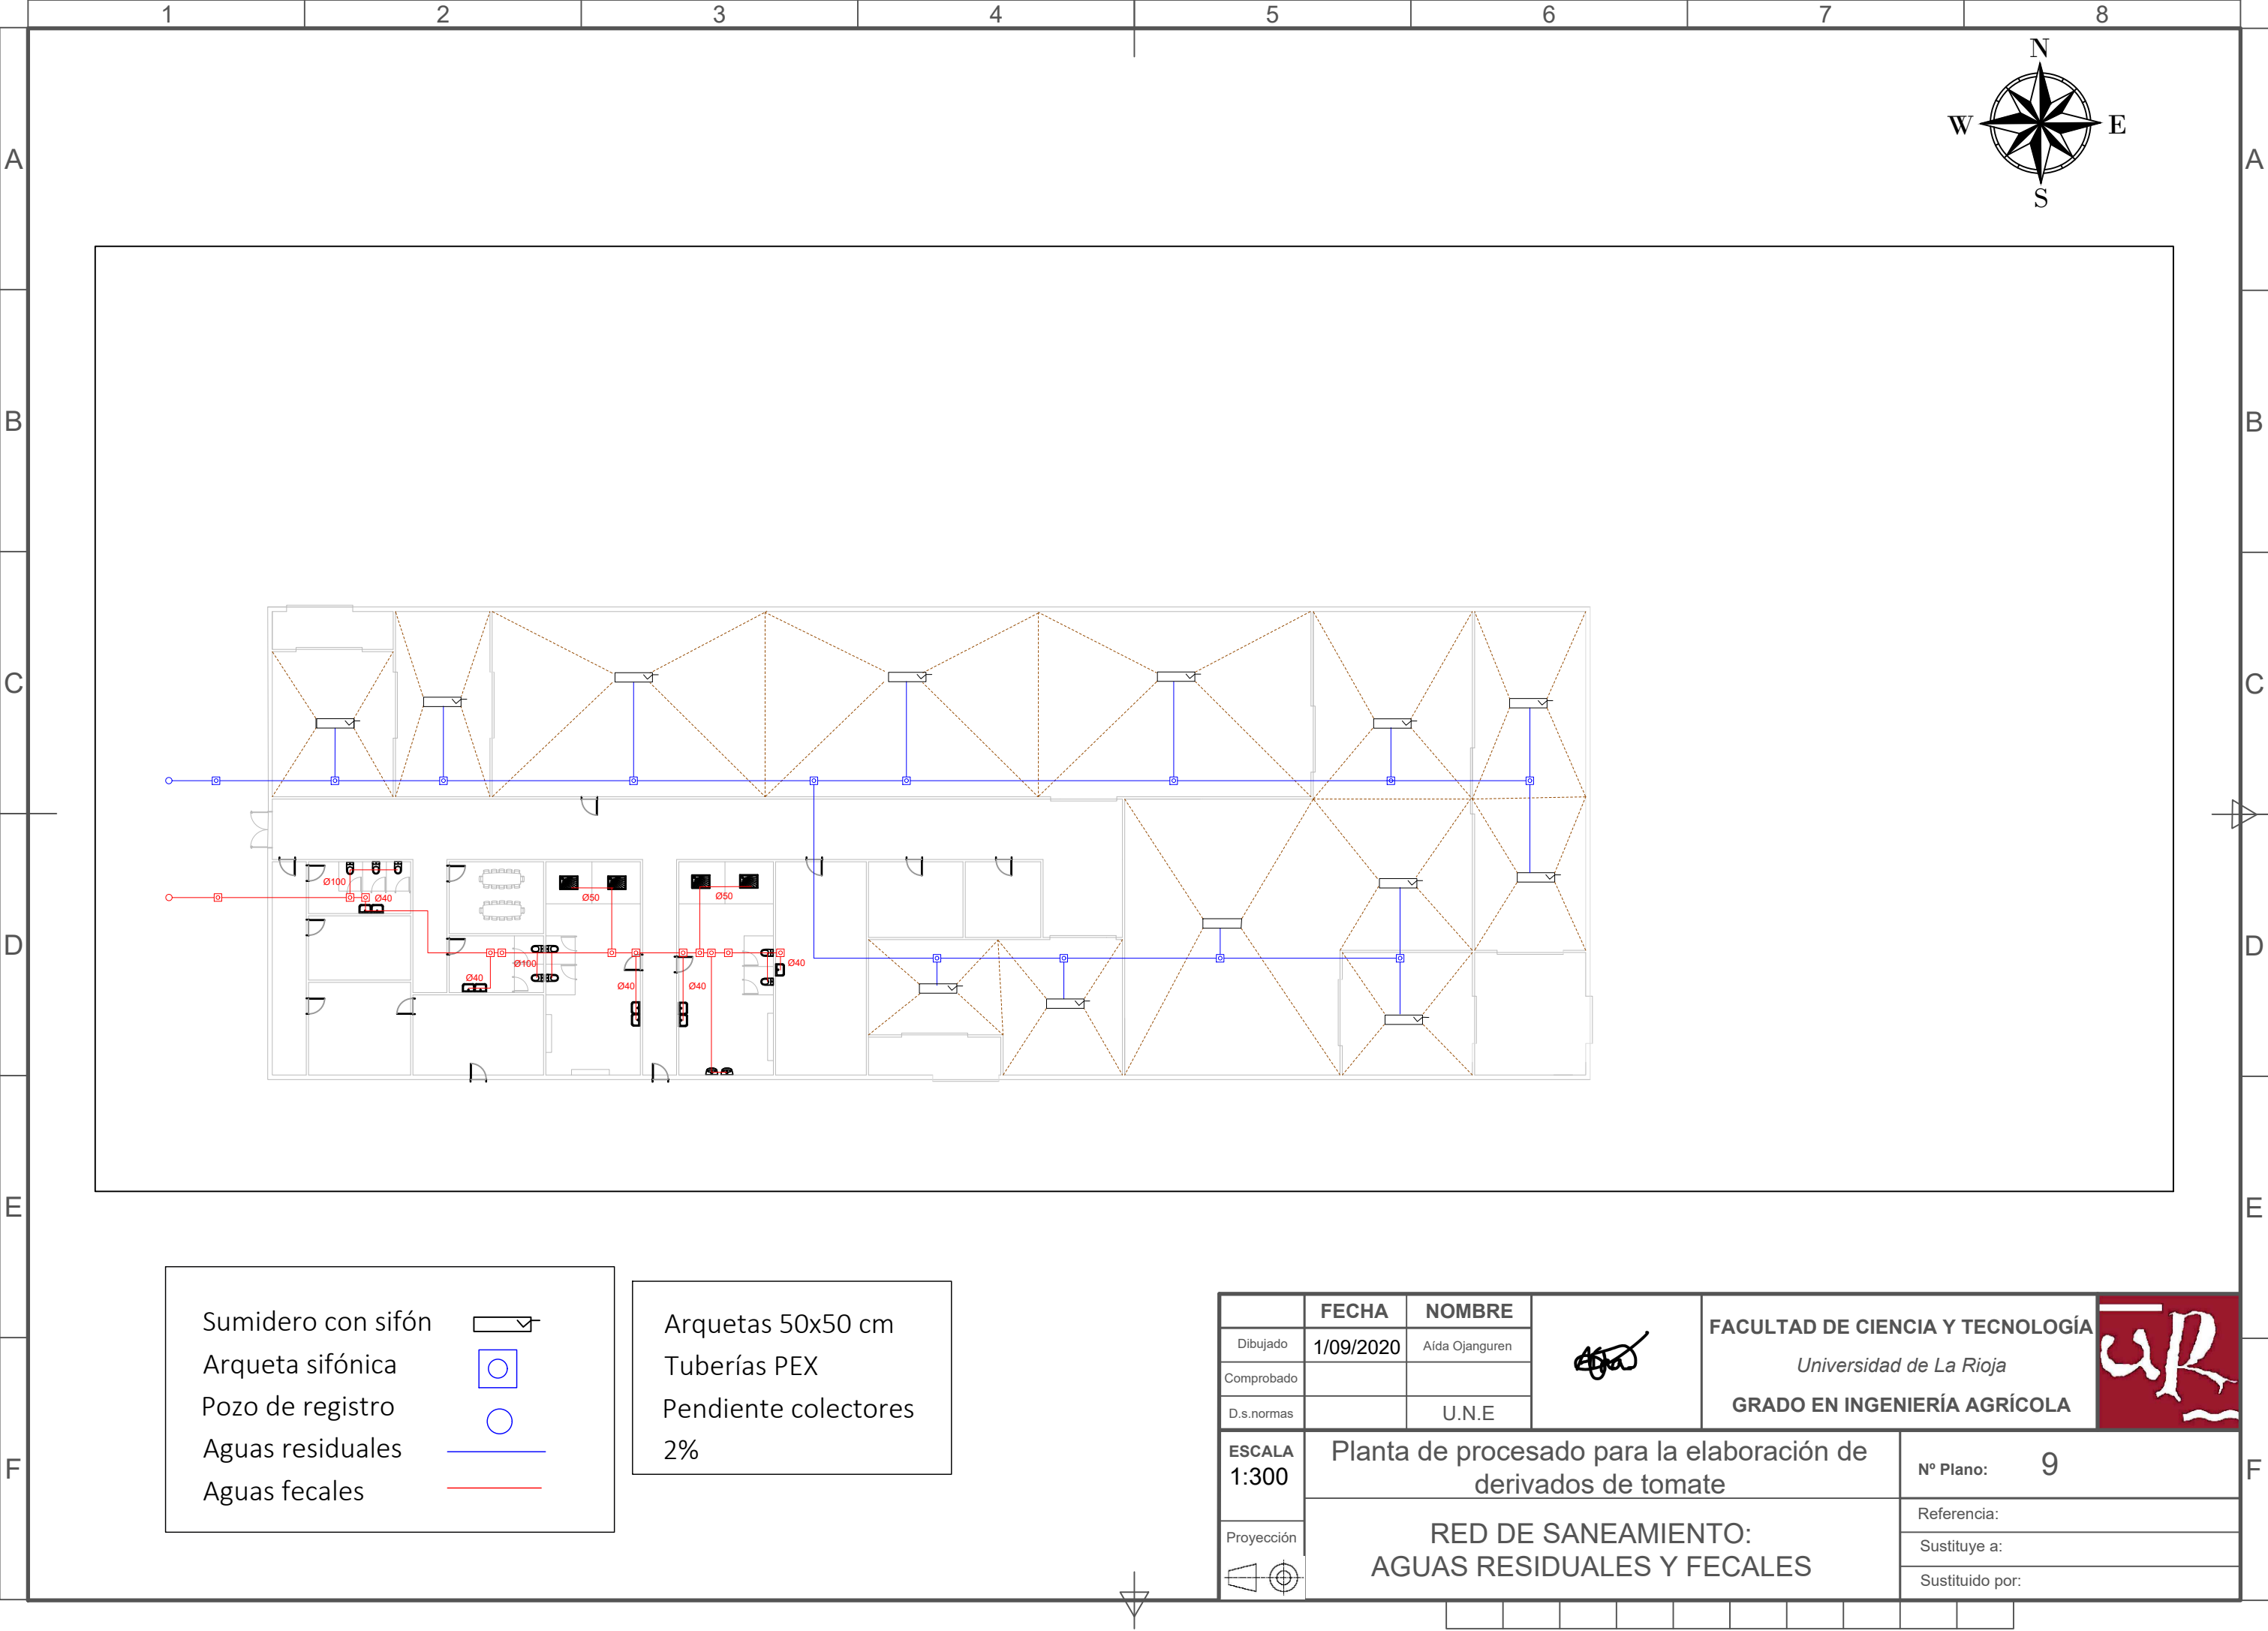 1 2 3 4 5 6 7 8
N
W E
S
A A
B B
C C
D D
E E
F F
Ø100
Ø40
Ø50
Ø50
Ø100
Ø40
Ø40
Ø40
Ø40
Sumidero con sifón
Arqueta sifónica
Pozo de registro
Aguas residuales
Aguas fecales
Arquetas 50x50 cm
Tuberías PEX
Pendiente colectores
2%
FECHA NOMBRE
Dibujado 1/09/2020 Aída Ojanguren
Comprobado
D.s.normas U.N.E
FACULTAD DE CIENCIA Y TECNOLOGÍA
Universidad de La Rioja
GRADO EN INGENIERÍA AGRÍCOLA
uR
ESCALA
1:300
Planta de procesado para la elaboración de
derivados de tomate
Nº Plano: 9
Proyección
RED DE SANEAMIENTO:
AGUAS RESIDUALES Y FECALES
Referencia:
Sustituye a:
Sustituido por: